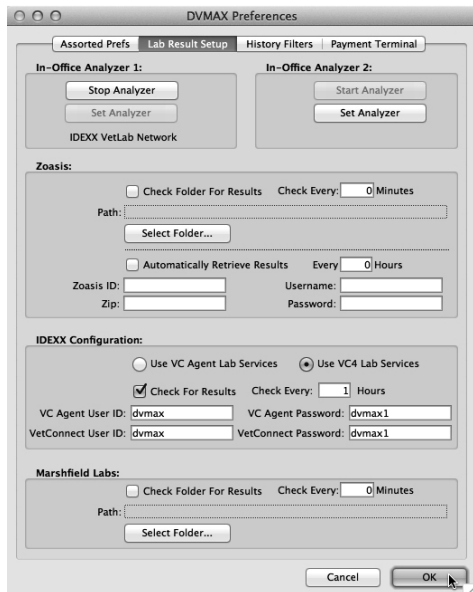 DVMAX Preferences
Assorted Prefs Lab Result Setup History Filters Payment Terminal
In-Office Analyzer 1: In-Office Analyzer 2:
Stop Analyzer Start Analyzer
Set Analyzer Set Analyzer
IDEXX VetLab Network
Zoasis:
Check Folder For Results Check Every: 0 Minutes
Path:
Select Folder...
Automatically Retrieve Results Every 0 Hours
Zoasis ID: Username:
Zip: Password:
IDEXX Configuration:
Use VC Agent Lab Services Use VC4 Lab Services
Check For Results Check Every: 1 Hours
VC Agent User ID: dvmax VC Agent Password: dvmax1
VetConnect User ID: dvmax VetConnect Password: dvmax1
Marshfield Labs:
Check Folder For Results Check Every: 0 Minutes
Path:
Select Folder...
Cancel OK